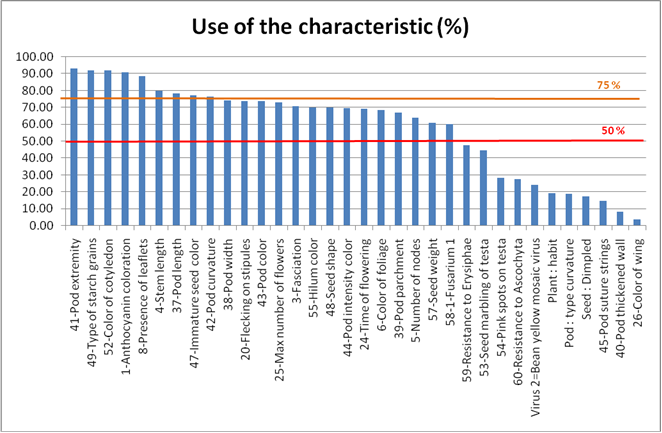 Use of the characteristic (%)
100.00
90.00
80.00
70.00
60.00
50.00
40.00
30.00
20.00
10.00
0.00
75 %
50 %
41-Pod extremity
49-Type of starch grains
52-Color of cotyledon
1-Anthocyanin coloration
8-Presence of leaflets
4-Stem length
37-Pod length
47-Immature seed color
42-Pod curvature
38-Pod width
20-Flecking on stipules
43-Pod color
25-Max number of flowers
3-Fasciation
55-Hilum color
48-Seed shape
44-Pod intensity color
24-Time of flowering
6-Color of foliage
39-Pod parchment
5-Number of nodes
57-Seed weight
58-1-Fusarium 1
59-Resistance to Erysiphae
53-Seed marbling of testa
54-Pink spots on testa
60-Resistance to Ascochyta
Virus 2=Bean yellow mosaic virus
Plant : habit
Pod : type curvature
Seed : Dimpled
45-Pod suture strings
40-Pod thickened wall
26-Color of wing